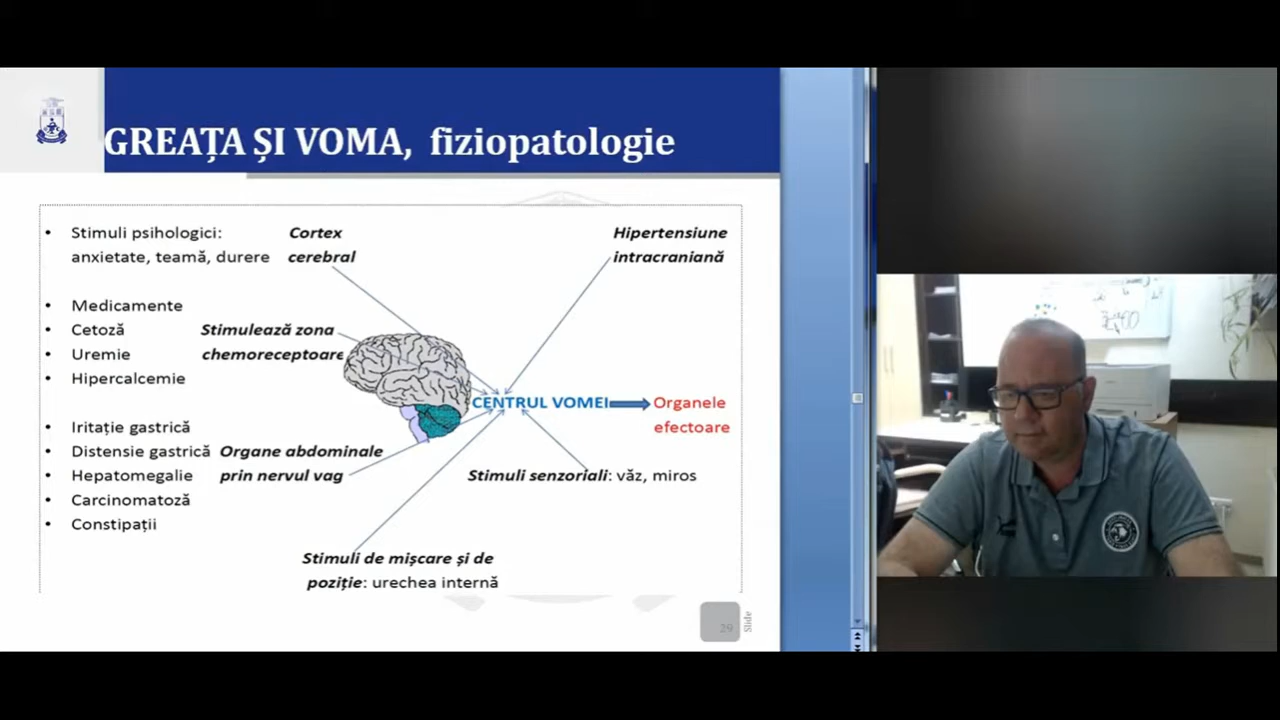 GREAȚA ȘI VOMA, fiziopatologie
• Stimuli psihologici:
anxietate, teamă, durere
Cortex
cerebral
Hipertensiune
intracraniană
• Medicamente
• Cetoză
• Uremie
• Hipercalcemie
Stimulează zona
chemoreceptoare
CENTRUL VOMEI
Organele
efectoare
• Iritație gastrică
• Distensie gastrică
• Hepatomegalie
• Carcinomatoză
• Constipații
Organe abdominale
prin nervul vag
Stimuli senzoriali: văz, miros
Stimuli de mișcare și de
poziție: urechea internă
29
Slide